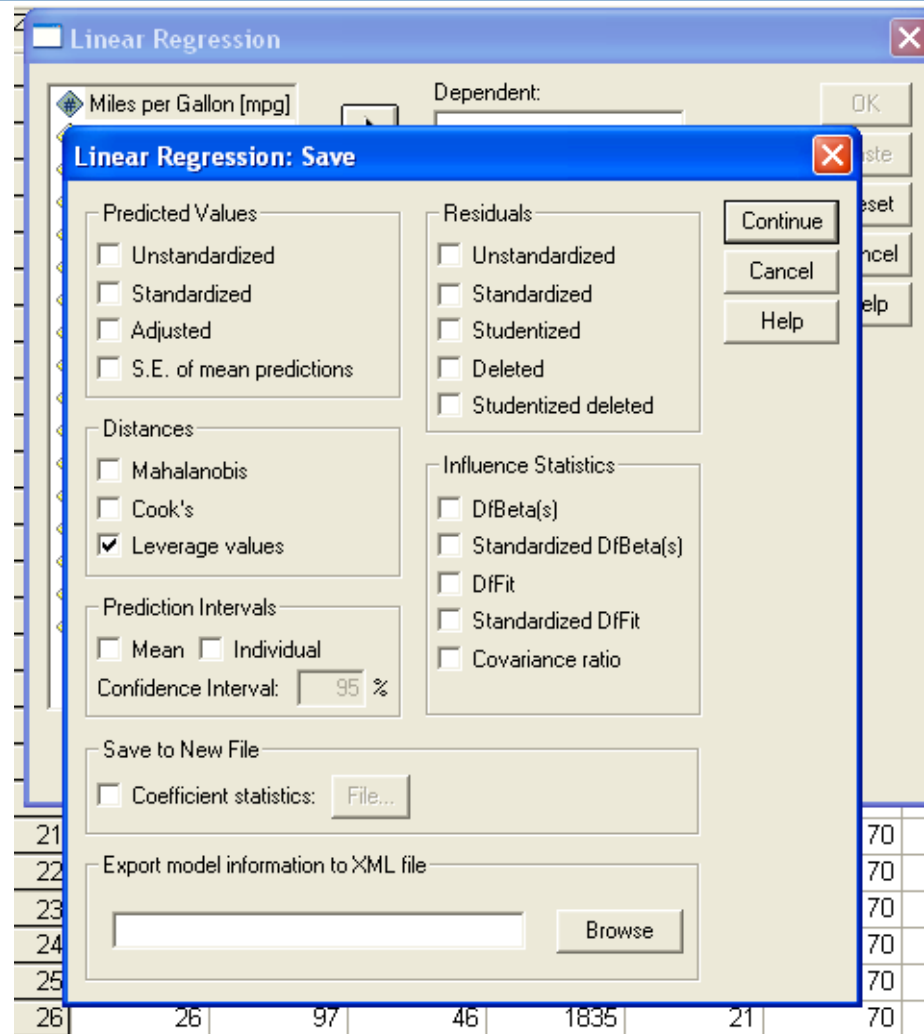 Linear Regression
Miles per Gallon [mpg]
Dependent:
OK
Linear Regression: Save
Predicted Values
Unstandardized
Standardized
Adjusted
S.E. of mean predictions
Distances
Mahalanobis
Cook's
Leverage values
Prediction Intervals
Mean Individual
Confidence Interval: 95 %
Residuals
Unstandardized
Standardized
Studentized
Deleted
Studentized deleted
Influence Statistics
DfBeta(s)
Standardized DfBeta(s)
DfFit
Standardized DfFit
Covariance ratio
Continue
Cancel
Help
Save to New File
Coefficient statistics: File...
Export model information to XML file
Browse
21 70
22 70
23 70
24 70
25 70
26 26 97 46 1835 21 70